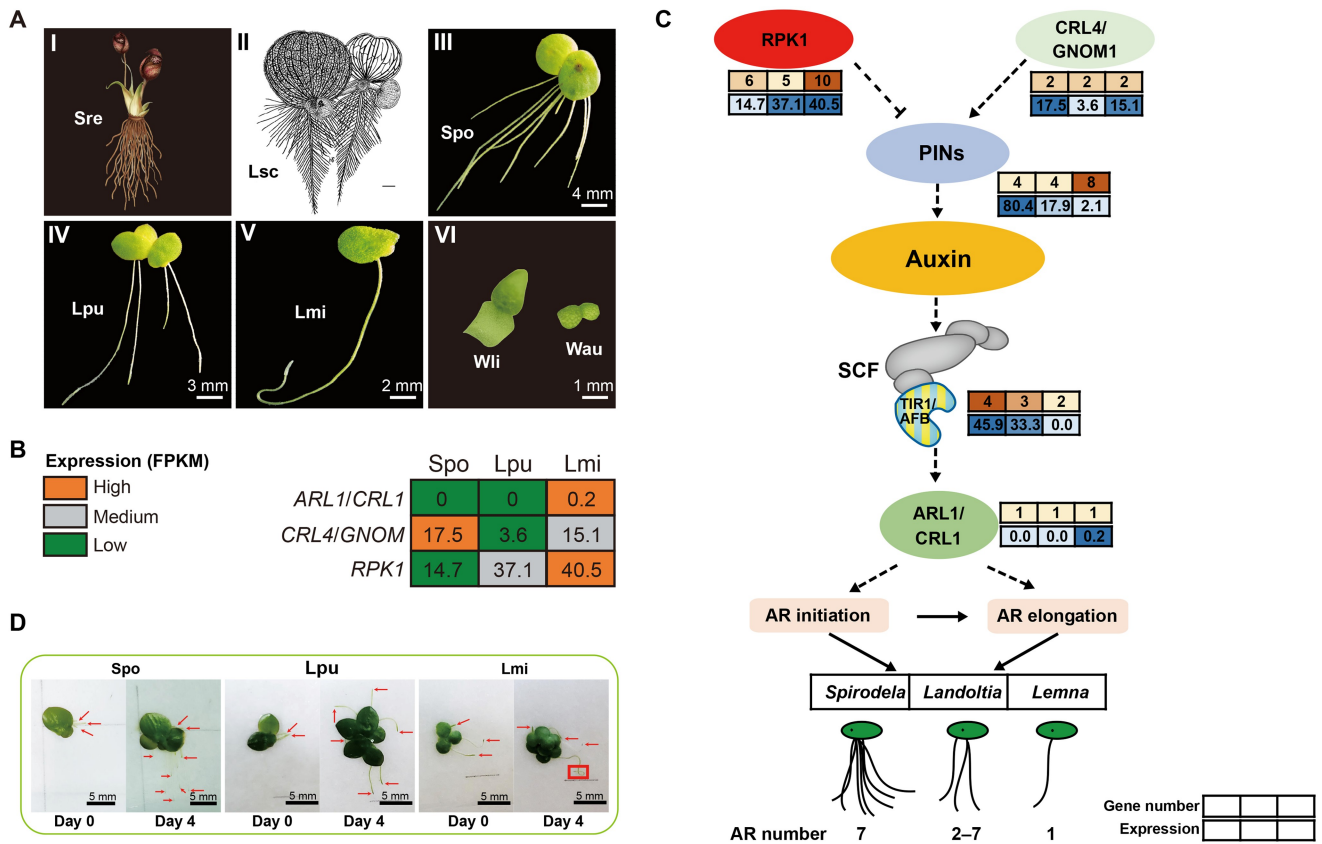 A
I
Sre
II
Lsc
III
Spo
4 mm
IV
Lpu
3 mm
V
Lmi
2 mm
VI
Wli
Wau
1 mm
B
Expression (FPKM)
High
Medium
Low
Spo Lpu Lmi
ARL1/CRL1 0 0 0.2
CRL4/GNOM 17.5 3.6 15.1
RPK1 14.7 37.1 40.5
D
Spo Lpu Lmi
5 mm 5 mm 5 mm 5 mm 5 mm 5 mm
Day 0 Day 4 Day 0 Day 4 Day 0 Day 4
C
RPK1
6 5 10
14.7 37.1 40.5
CRL4/
GNOM1
2 2 2
17.5 3.6 15.1
PINs
4 4 8
80.4 17.9 2.1
Auxin
SCF
TIR1/
AFB
4 3 2
45.9 33.3 0.0
ARL1/
CRL1
1 1 1
0.0 0.0 0.2
AR initiation
AR elongation
Spirodela Landoltia Lemna
AR number 7 2–7 1
Gene number
Expression